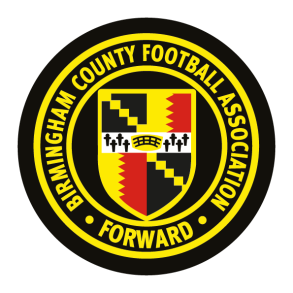 BIRMINGHAM COUNTY FOOTBALL ASSOCIATION
• FORWARD •